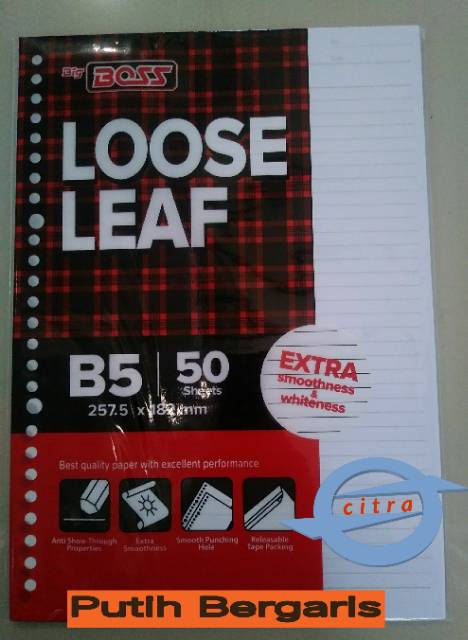 Big BOSS
LOOSE
LEAF
B5 50
Sheets
257.5 x 182 mm
EXTRA
smoothness
&
whiteness
Best quality paper with excellent performance
Anti Show-Through
Properties
Extra
Smoothness
Smooth Punching
Hole
Releasable
Tape Packing
citra
Putih Bergaris